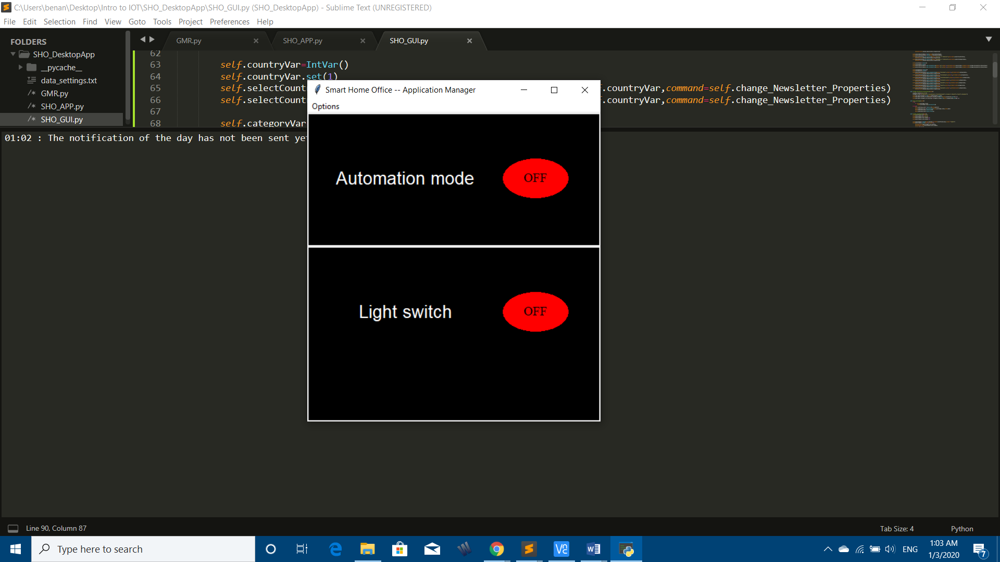 C:\Users\benan\Desktop\Intro to IOT\SHO_DesktopApp\SHO_GUI.py (SHO_DesktopApp) - Sublime Text (UNREGISTERED)
File Edit Selection Find View Goto Tools Project Preferences Help
FOLDERS
SHO_DesktopApp
__pycache__
data_settings.txt
/* GMR.py
/* SHO_APP.py
/* SHO_GUI.py
GMR.py SHO_APP.py SHO_GUI.py
62
63 self.countryVar=IntVar()
64 self.countryVar.set(1)
65 self.selectCount .countryVar,command=self.change_Newsletter_Properties)
66 self.selectCount .countryVar,command=self.change_Newsletter_Properties)
67
68 self.categoryVar
01:02 : The notification of the day has not been sent ye
Smart Home Office -- Application Manager
Options
Automation mode OFF
Light switch OFF
Line 90, Column 87
Tab Size: 4 Python
Type here to search
ENG
1:03 AM
1/3/2020
7